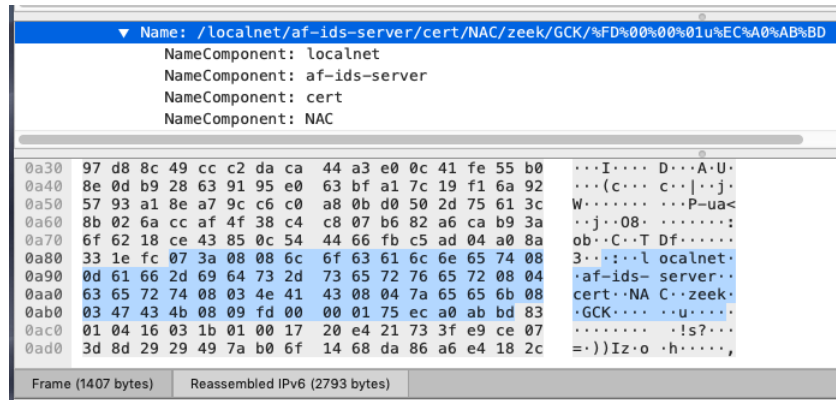 ▼ Name: /localnet/af-ids-server/cert/NAC/zeek/GCK/%FD%00%00%01u%EC%A0%AB%BD
NameComponent: localnet
NameComponent: af-ids-server
NameComponent: cert
NameComponent: NAC
0a30 97 d8 8c 49 cc c2 da ca 44 a3 e0 0c 41 fe 55 b0 ···I···· D···A·U·
0a40 8e 0d b9 28 63 91 95 e0 63 bf a1 7c 19 f1 6a 92 ···(c··· c··|··j·
0a50 57 93 a1 8e a7 9c c6 c0 a8 0b d0 50 2d 75 61 3c W······· ···P-ua<
0a60 8b 02 6a cc af 4f 38 c4 c8 07 b6 82 a6 ca b9 3a ··j··O8· ·······:
0a70 6f 62 18 ce 43 85 0c 54 44 66 fb c5 ad 04 a0 8a ob··C··T Df······
0a80 33 1e fc 07 3a 08 08 6c 6f 63 61 6c 6e 65 74 08 3···:··l ocalnet·
0a90 0d 61 66 2d 69 64 73 2d 73 65 72 76 65 72 08 04 ·af-ids- server··
0aa0 63 65 72 74 08 03 4e 41 43 08 04 7a 65 65 6b 08 cert··NA C··zeek·
0ab0 03 47 43 4b 08 09 fd 00 00 00 01 75 ec a0 ab bd 83 ·GCK···· ··u·····
0ac0 01 04 16 03 1b 01 00 17 20 e4 21 73 3f e9 ce 07 ········ ·!s?···
0ad0 3d 8d 29 29 49 7a b0 6f 14 68 da 86 a6 e4 18 2c =·))Iz·o ·h·····,
Frame (1407 bytes) Reassembled IPv6 (2793 bytes)